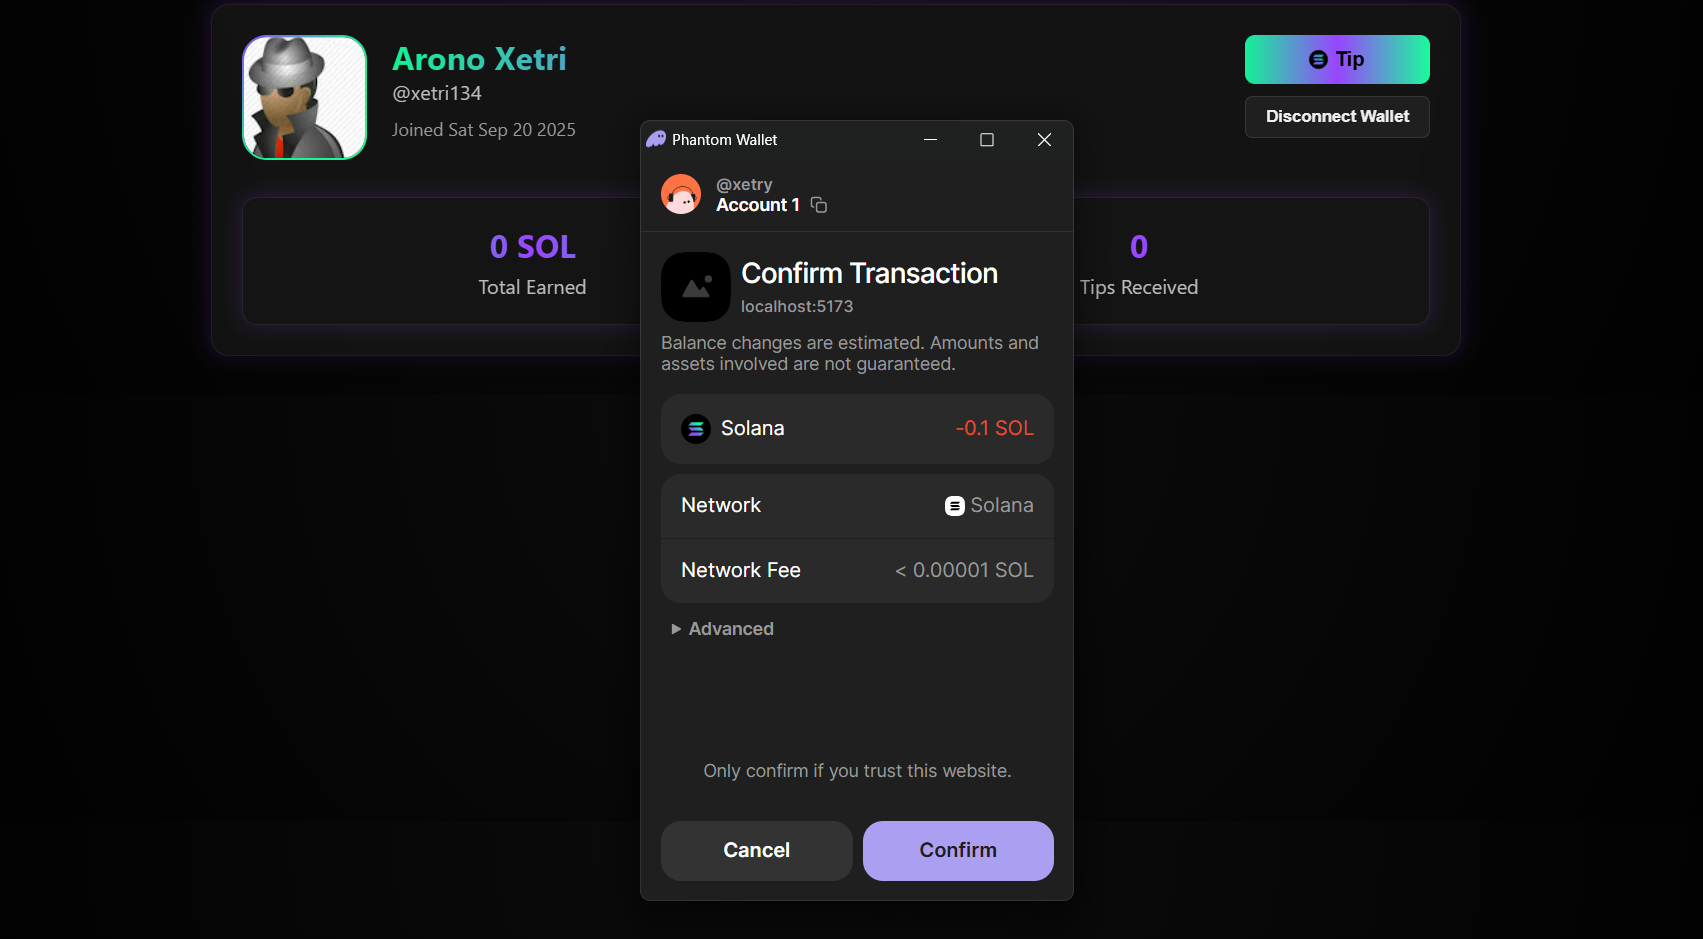 Arono Xetri
@xetri134
Joined Sat Sep 20 2025
Tip
Disconnect Wallet
0 SOL
Total Earned
0
Tips Received
Phantom Wallet
@xetry
Account 1
Confirm Transaction
localhost:5173
Balance changes are estimated. Amounts and
assets involved are not guaranteed.
Solana -0.1 SOL
Network Solana
Network Fee < 0.00001 SOL
Advanced
Only confirm if you trust this website.
Cancel Confirm